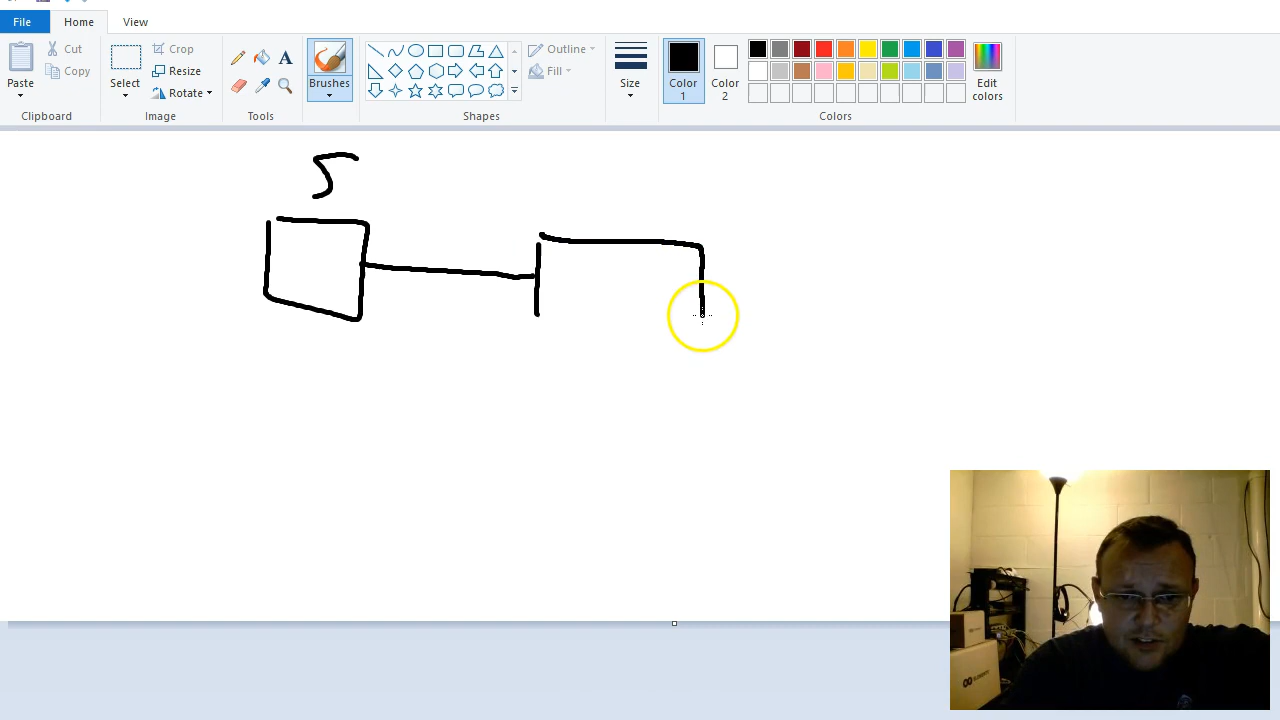 File Home View
Paste Cut Copy Clipboard
Select Crop Resize Rotate Image
A Tools
Brushes
Shapes
Outline Fill
Size
Color 1 Color 2 Edit colors Colors
S